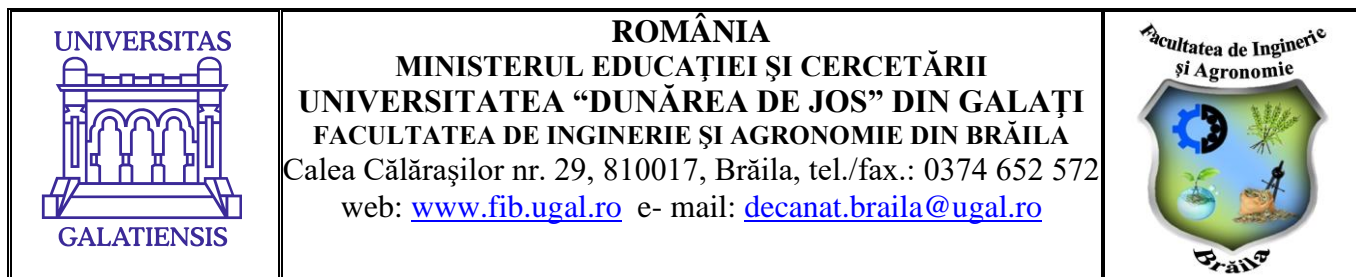 UNIVERSITAS
GALATIENSIS
ROMÂNIA
MINISTERUL EDUCAŢIEI ŞI CERCETĂRII
UNIVERSITATEA “DUNĂREA DE JOS” DIN GALAŢI
FACULTATEA DE INGINERIE ŞI AGRONOMIE DIN BRĂILA
Calea Călăraşilor nr. 29, 810017, Brăila, tel./fax.: 0374 652 572
web: www.fib.ugal.ro e- mail: decanat.braila@ugal.ro
Facultatea de Inginerie
și Agronomie
Brăila